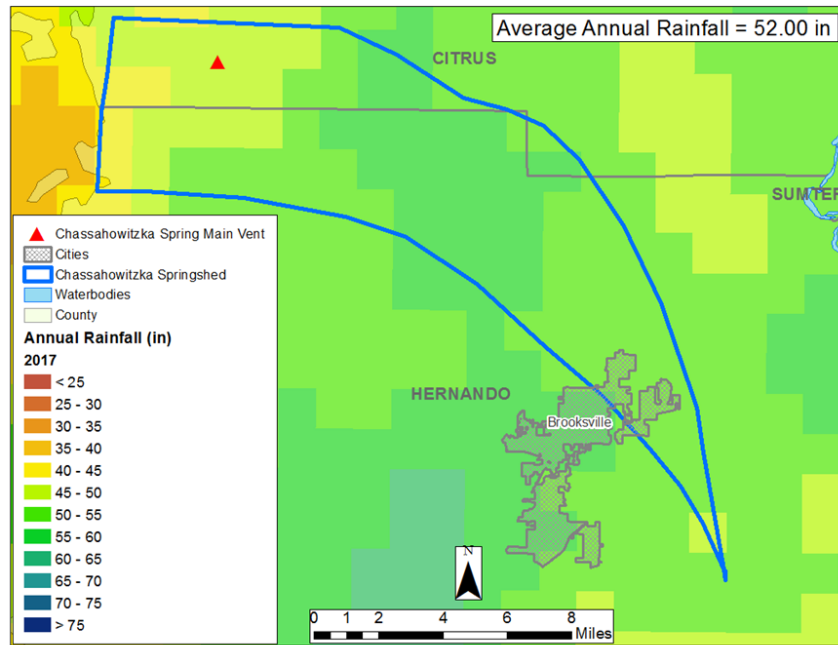 Average Annual Rainfall = 52.00 in
CITRUS
SUMTER
HERNANDO
Brooksville
Chassahowitzka Spring Main Vent
Cities
Chassahowitzka Springshed
Waterbodies
County
Annual Rainfall (in)
2017
< 25
25 - 30
30 - 35
35 - 40
40 - 45
45 - 50
50 - 55
55 - 60
60 - 65
65 - 70
70 - 75
> 75
N
0 1 2 4 6 8
Miles